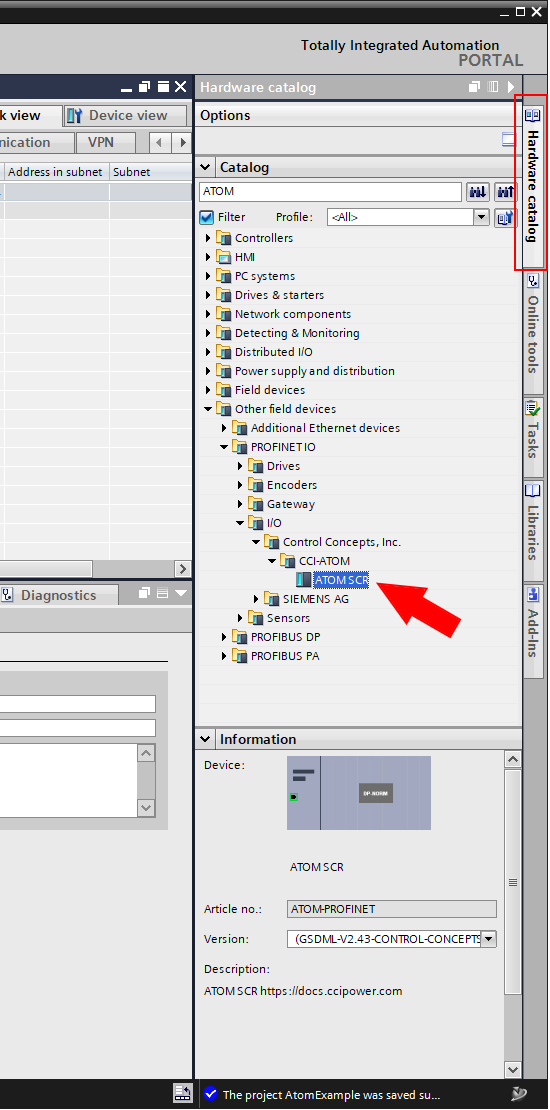 Totally Integrated Automation
PORTAL
Hardware catalog
k view
Device view
Options
nication
VPN
Address in subnet
Subnet
Catalog
ATOM
Filter
Profile:
<All>
Controllers
HMI
PC systems
Drives & starters
Network components
Detecting & Monitoring
Distributed I/O
Power supply and distribution
Field devices
Other field devices
Additional Ethernet devices
PROFINET IO
Drives
Encoders
Gateway
I/O
Control Concepts, Inc.
CCI-ATOM
ATOM SCR
SIEMENS AG
Sensors
PROFIBUS DP
PROFIBUS PA
Hardware catalog
Online tools
Tasks
Libraries
Add-Ins
Diagnostics
Information
Device:
DP-NORM
ATOM SCR
Article no.:
ATOM-PROFINET
Version:
(GSDML-V2.43-CONTROL-CONCEPTS
Description:
ATOM SCR https://docs.ccipower.com
The project AtomExample was saved su...